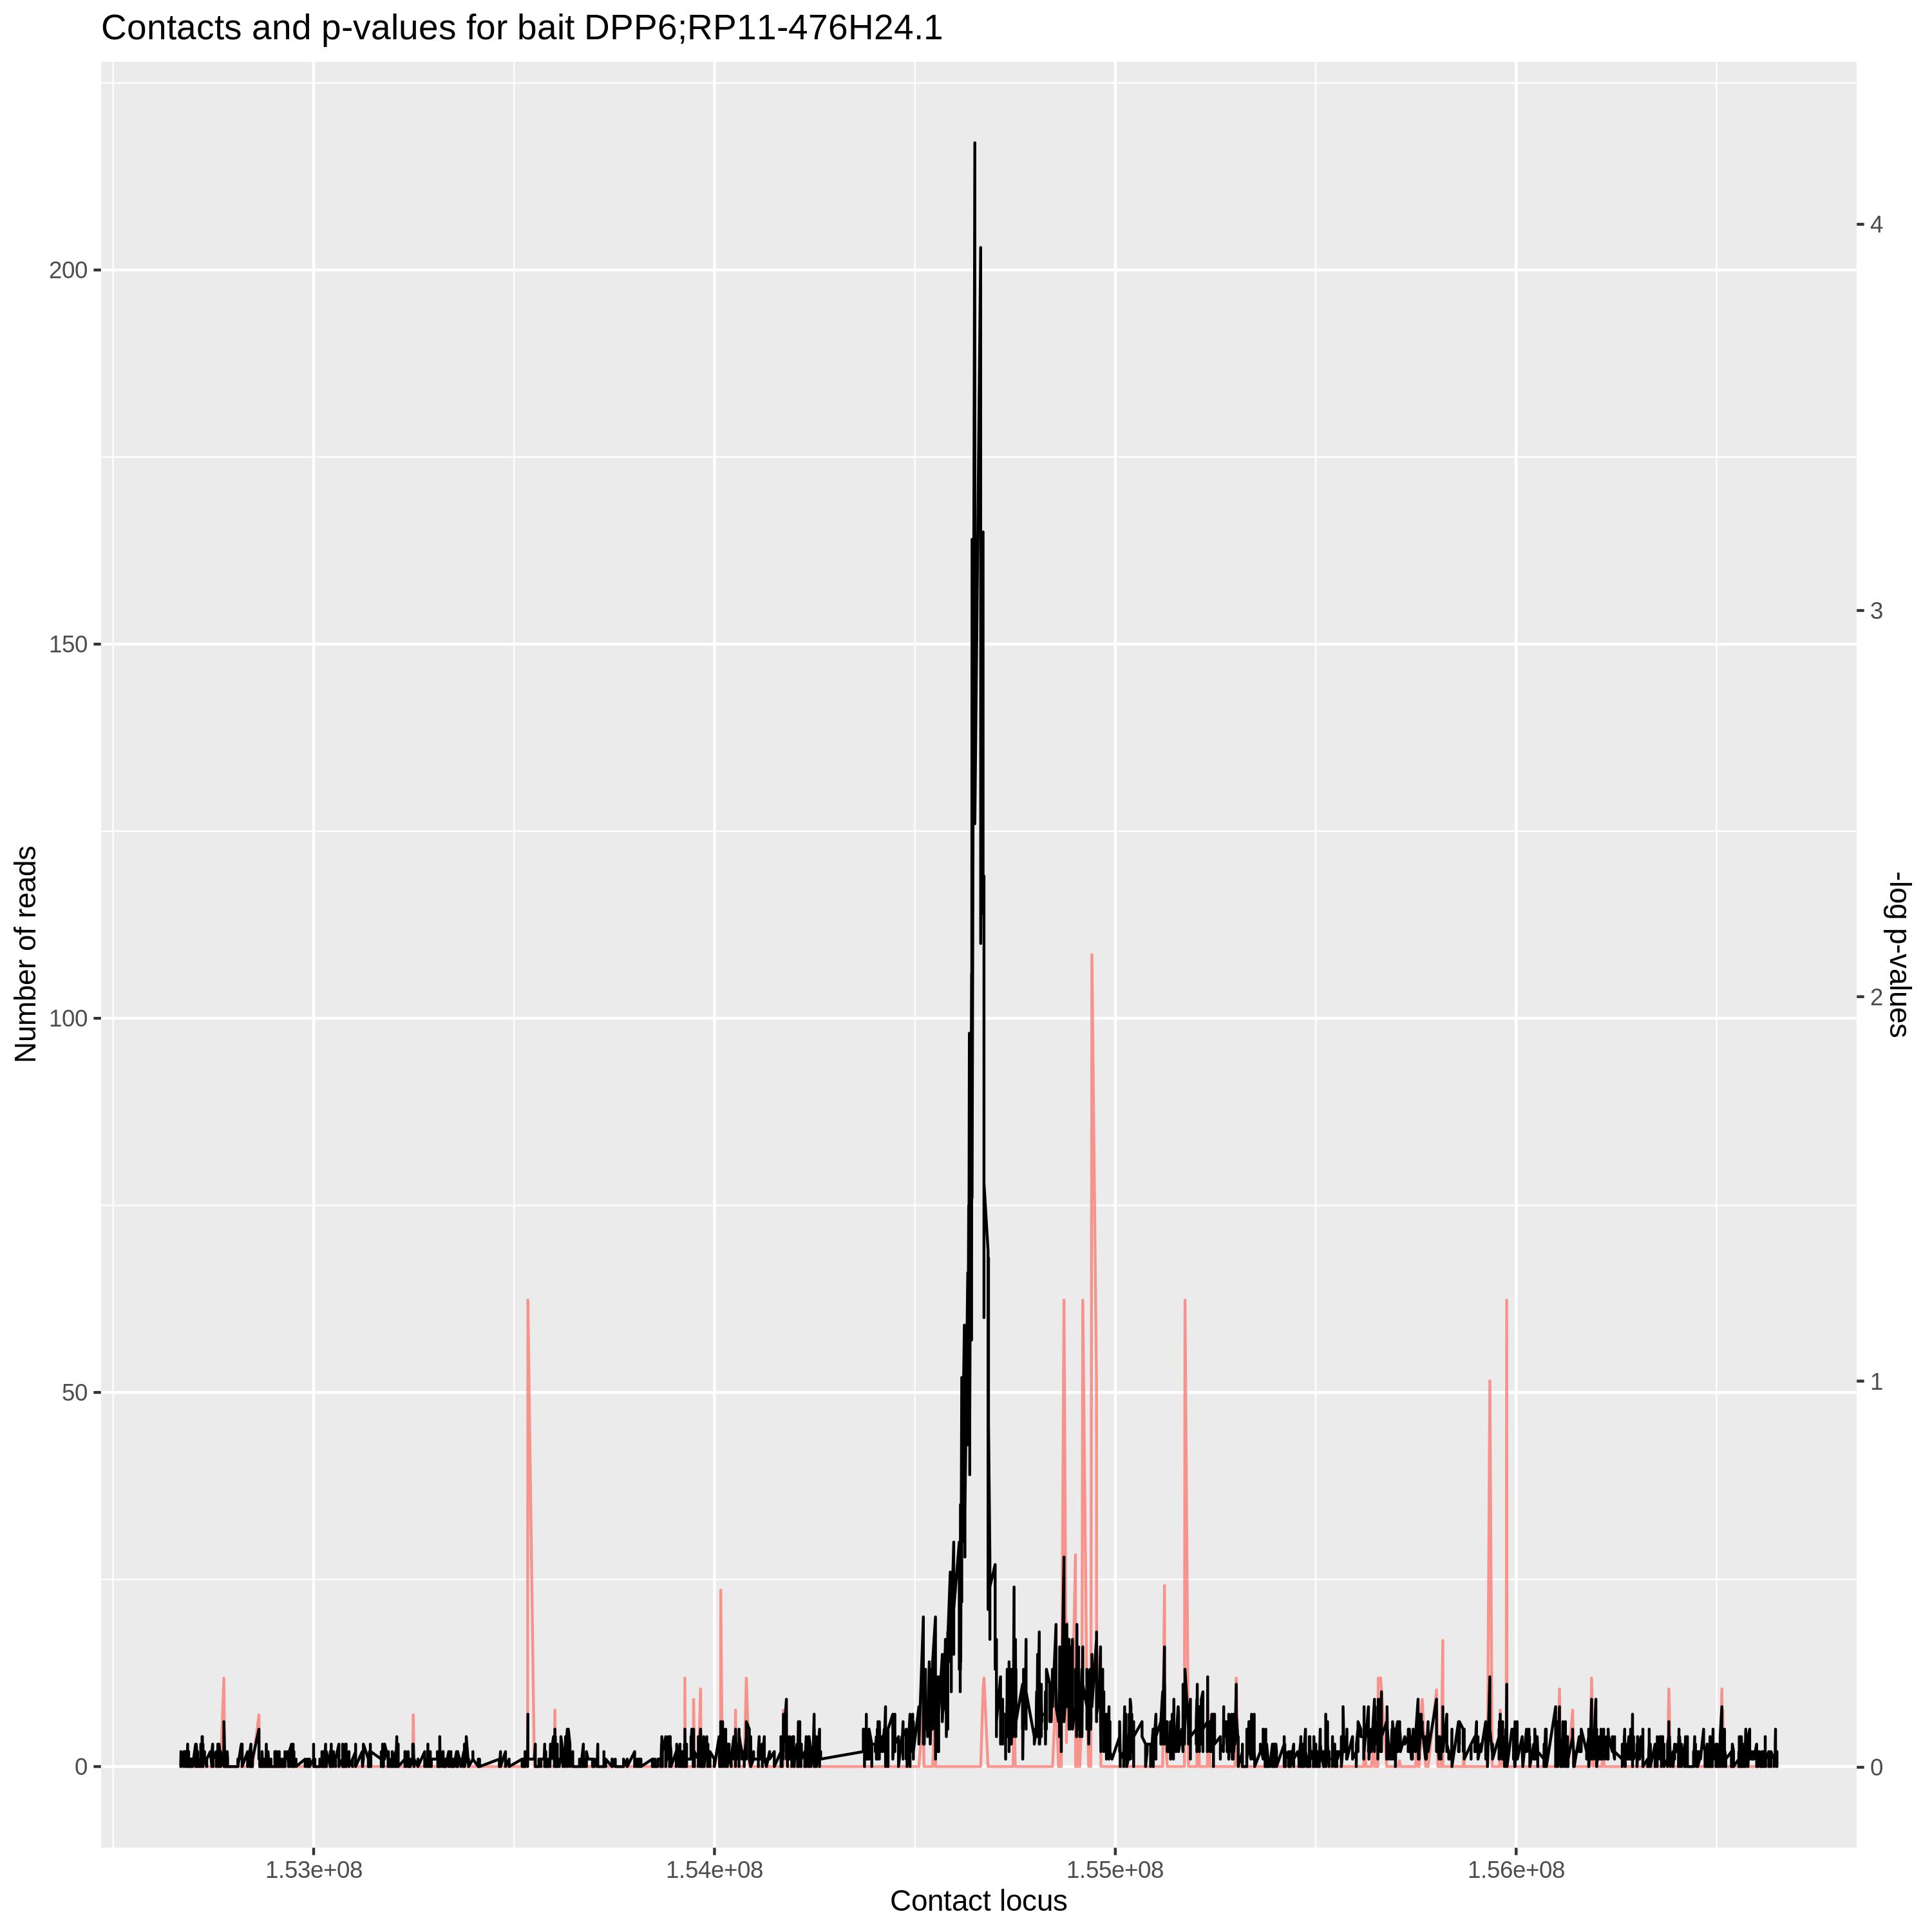 Contacts and p-values for bait DPP6;RP11-476H24.1
Number of reads
200
150
100
50
0
4
3
2
1
0
-log p-values
1.53e+08 1.54e+08 1.55e+08 1.56e+08
Contact locus